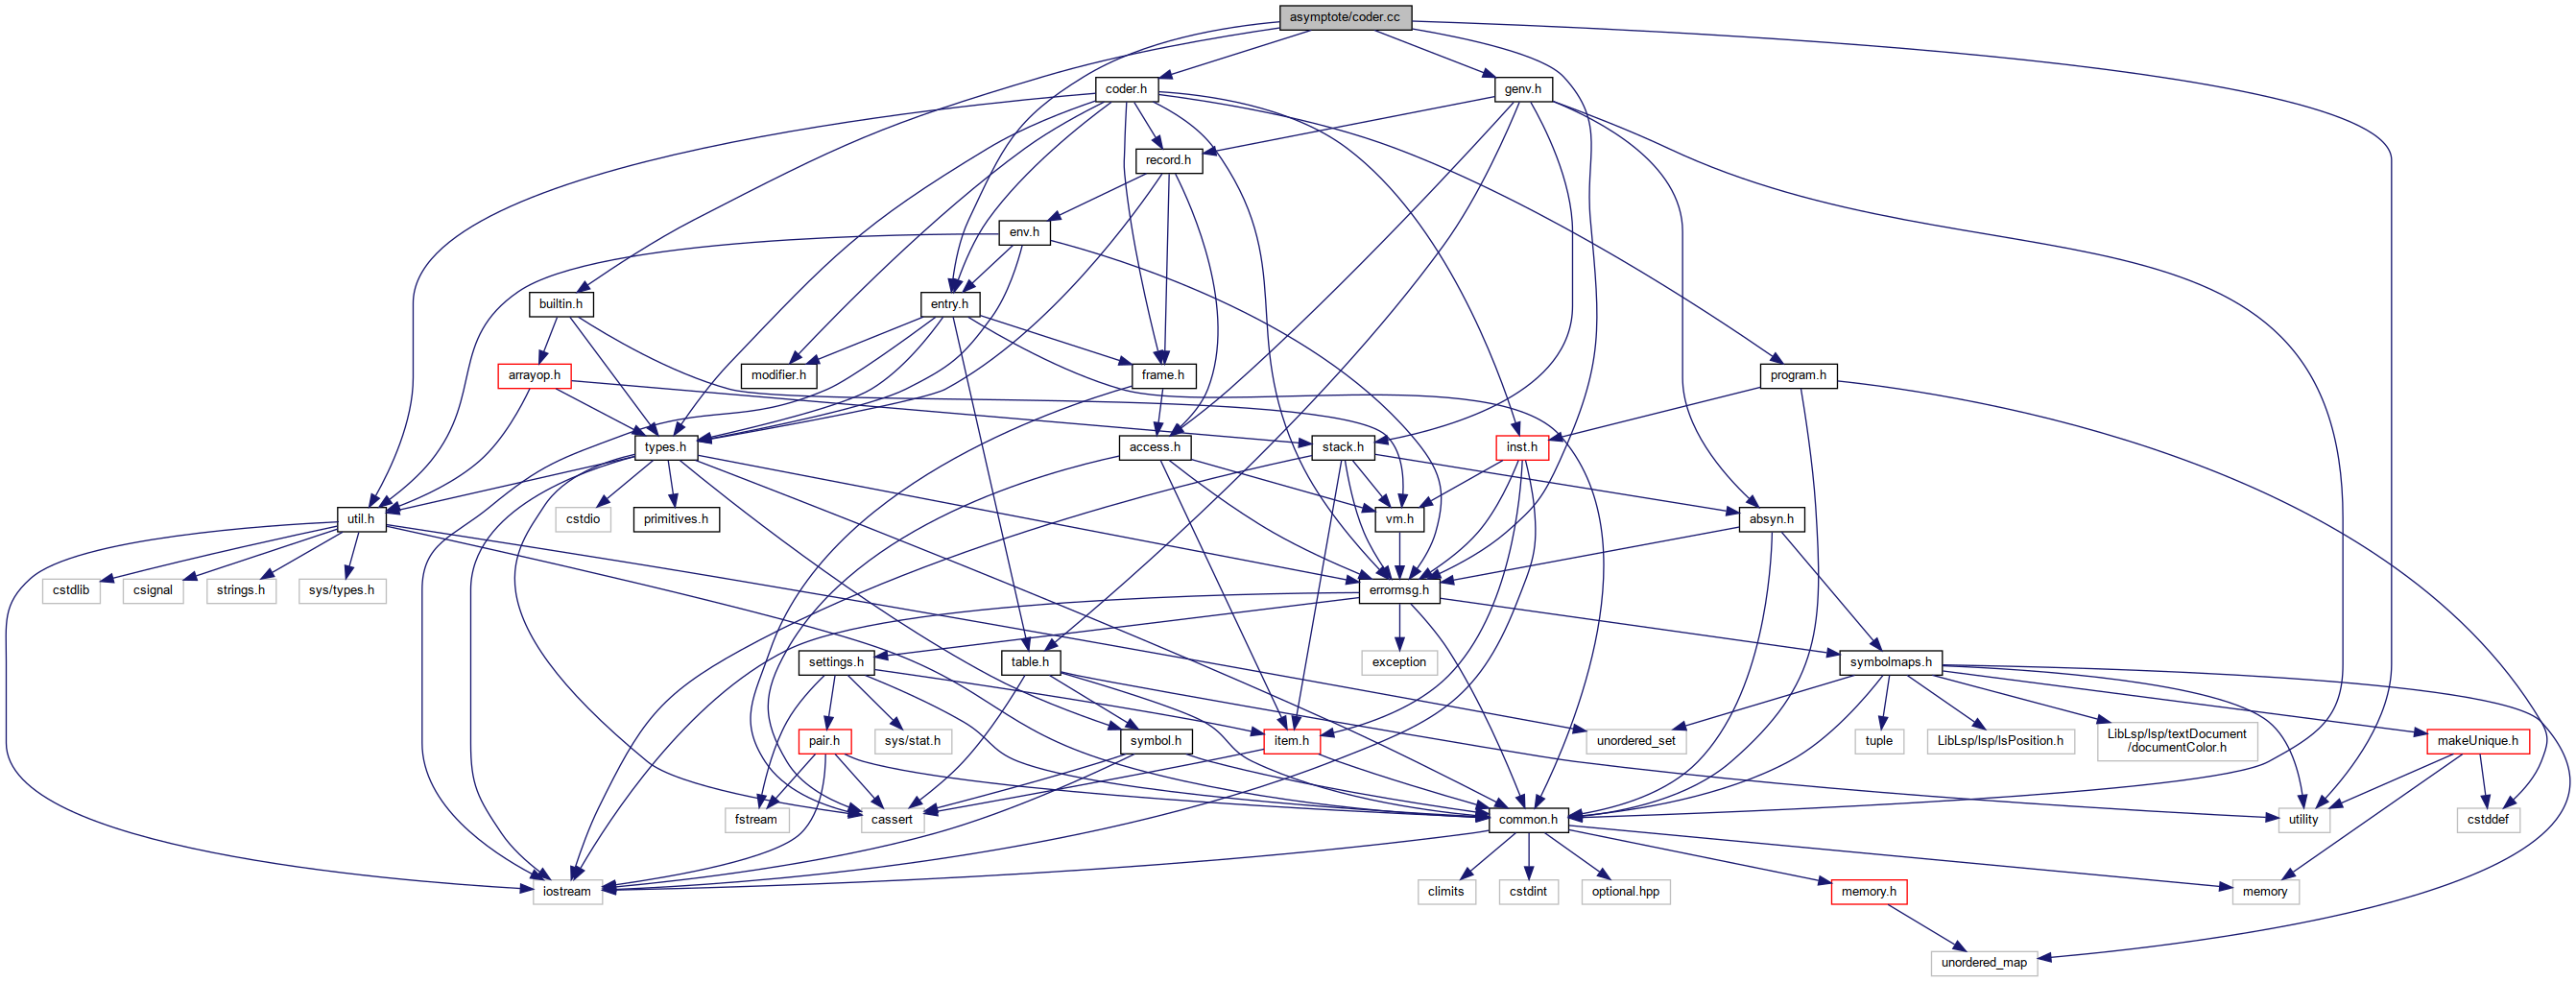 asymptote/coder.cc
coder.h
genv.h
record.h
env.h
builtin.h
entry.h
arrayop.h
modifier.h
frame.h
program.h
types.h
access.h
stack.h
inst.h
util.h
cstdio
primitives.h
vm.h
absyn.h
cstdlib
csignal
strings.h
sys/types.h
errormsg.h
settings.h
table.h
exception
symbolmaps.h
pair.h
sys/stat.h
symbol.h
item.h
unordered_set
tuple
LibLsp/lsp/lsPosition.h
LibLsp/lsp/textDocument
/documentColor.h
makeUnique.h
fstream
cassert
common.h
utility
cstddef
iostream
climits
cstdint
optional.hpp
memory.h
memory
unordered_map